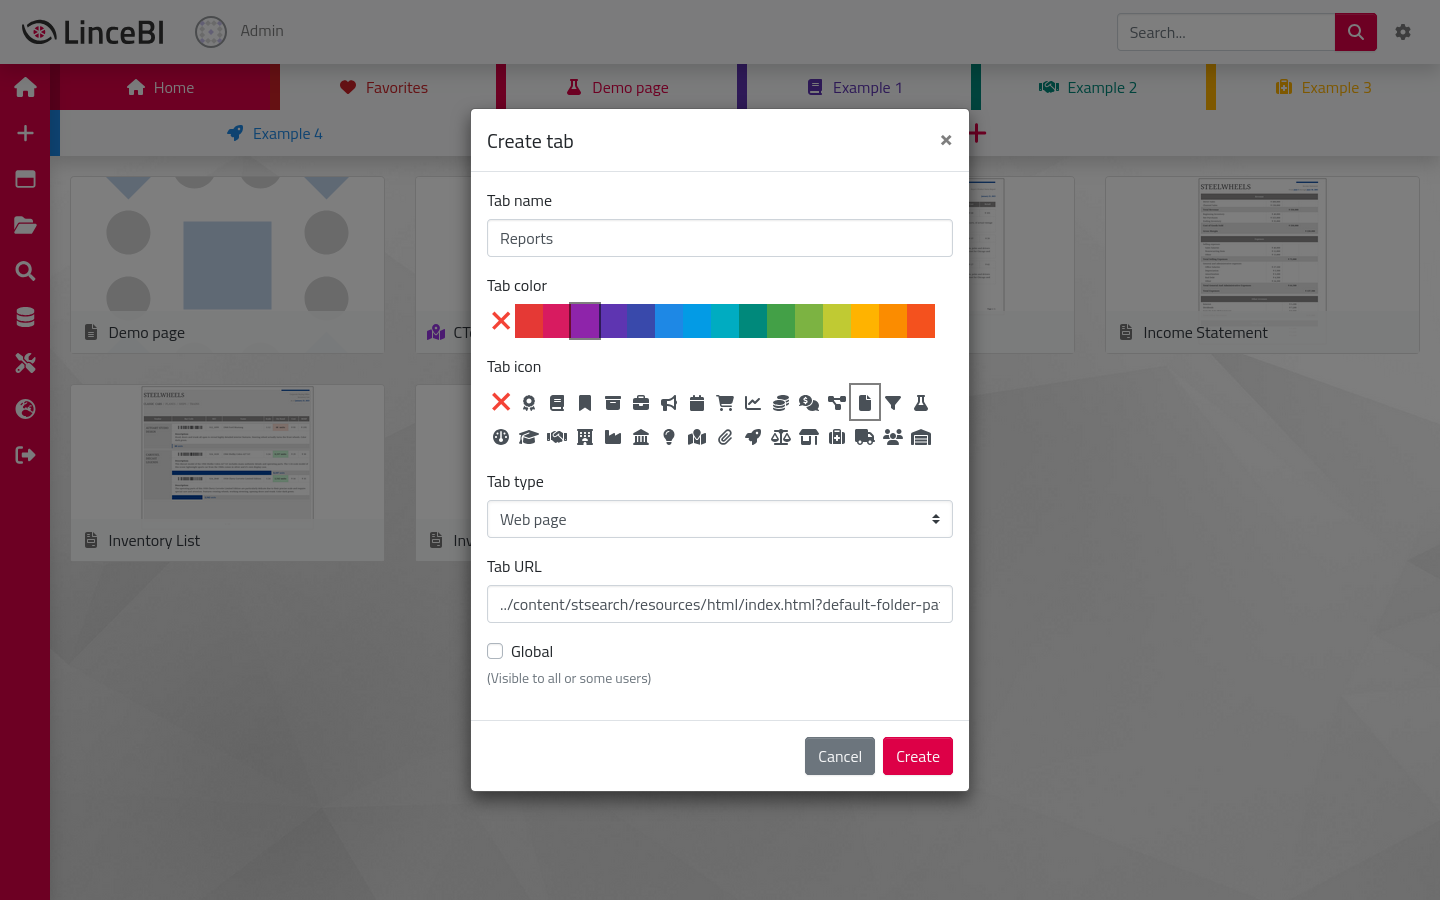 LinceBI
Admin
Search...
Home
Favorites
Demo page
Example 1
Example 2
Example 3
Example 4
Create tab
×
Tab name
Reports
Tab color
Tab icon
Tab type
Web page
Tab URL
../content/stsearch/resources/html/index.html?default-folder-pa
Global
(Visible to all or some users)
Cancel
Create
Demo page
STEELWHEELS
Income Statement
STEELWHEELS
Inventory List